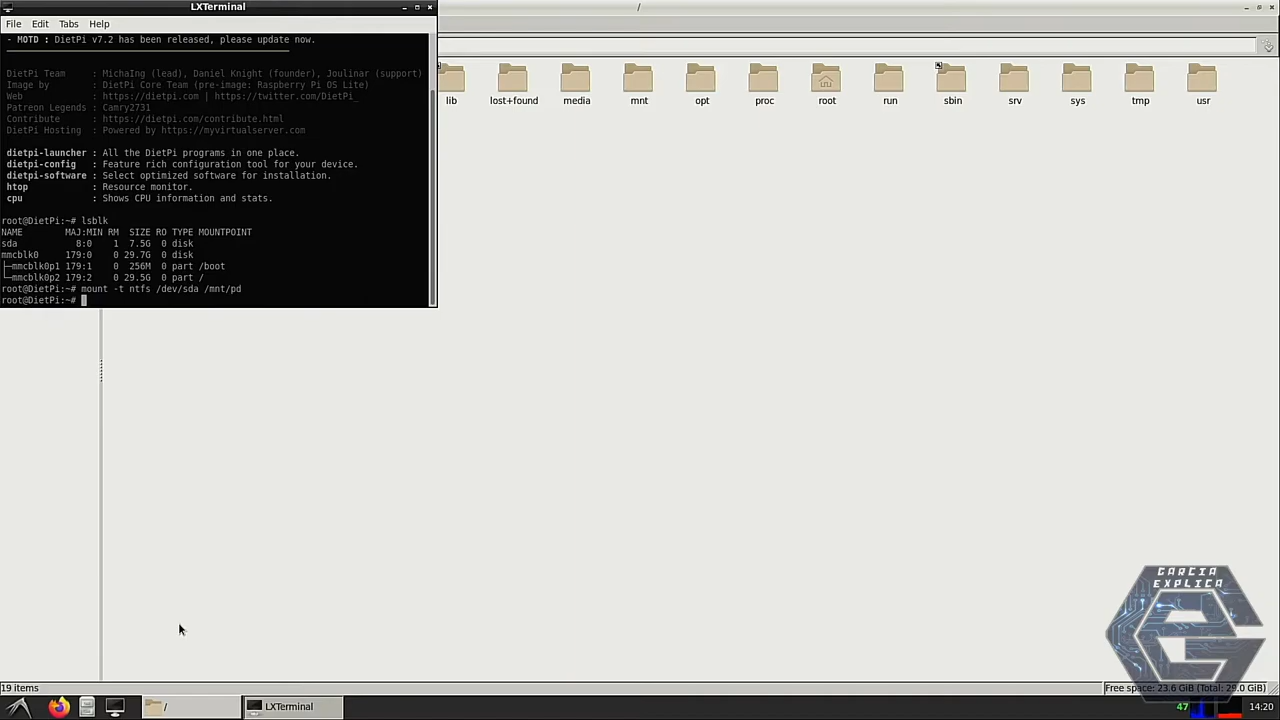 LXTerminal
/
File Edit Tabs Help
- MOTD : DietPi v7.2 has been released, please update now.
DietPi Team : MichaIng (lead), Daniel Knight (founder), Joulinar (support)
Image by : DietPi Core Team (pre-image: Raspberry Pi OS Lite)
Web : https://dietpi.com | https://twitter.com/DietPi_
Patreon Legends : Camry2731
Contribute : https://dietpi.com/contribute.html
DietPi Hosting : Powered by https://myvirtualserver.com
dietpi-launcher : All the DietPi programs in one place.
dietpi-config : Feature rich configuration tool for your device.
dietpi-software : Select optimized software for installation.
htop : Resource monitor.
cpu : Shows CPU information and stats.
root@DietPi:~# lsblk
NAME MAJ:MIN RM SIZE RO TYPE MOUNTPOINT
sda 8:0 1 7.5G 0 disk
mmcblk0 179:0 0 29.7G 0 disk
├─mmcblk0p1 179:1 0 256M 0 part /boot
└─mmcblk0p2 179:2 0 29.5G 0 part /
root@DietPi:~# mount -t ntfs /dev/sda /mnt/pd
root@DietPi:~#
lib lost+found media mnt opt proc root run sbin srv sys tmp usr
GARCIA
EXPLICA
19 items
Free space: 23.6 GiB (Total: 29.0 GiB)
/
LXTerminal
47
14:20